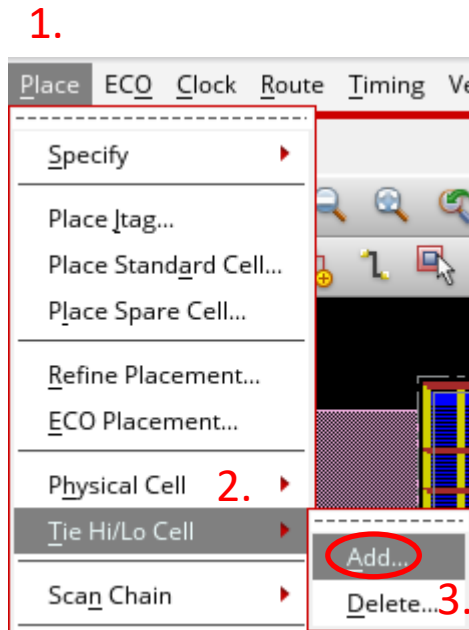 1.
Place ECO Clock Route Timing Ve
Specify
Place Jtag...
Place Standard Cell...
Place Spare Cell...
Refine Placement...
ECO Placement...
Physical Cell 2.
Tie Hi/Lo Cell
Add...
Scan Chain
Delete... 3.